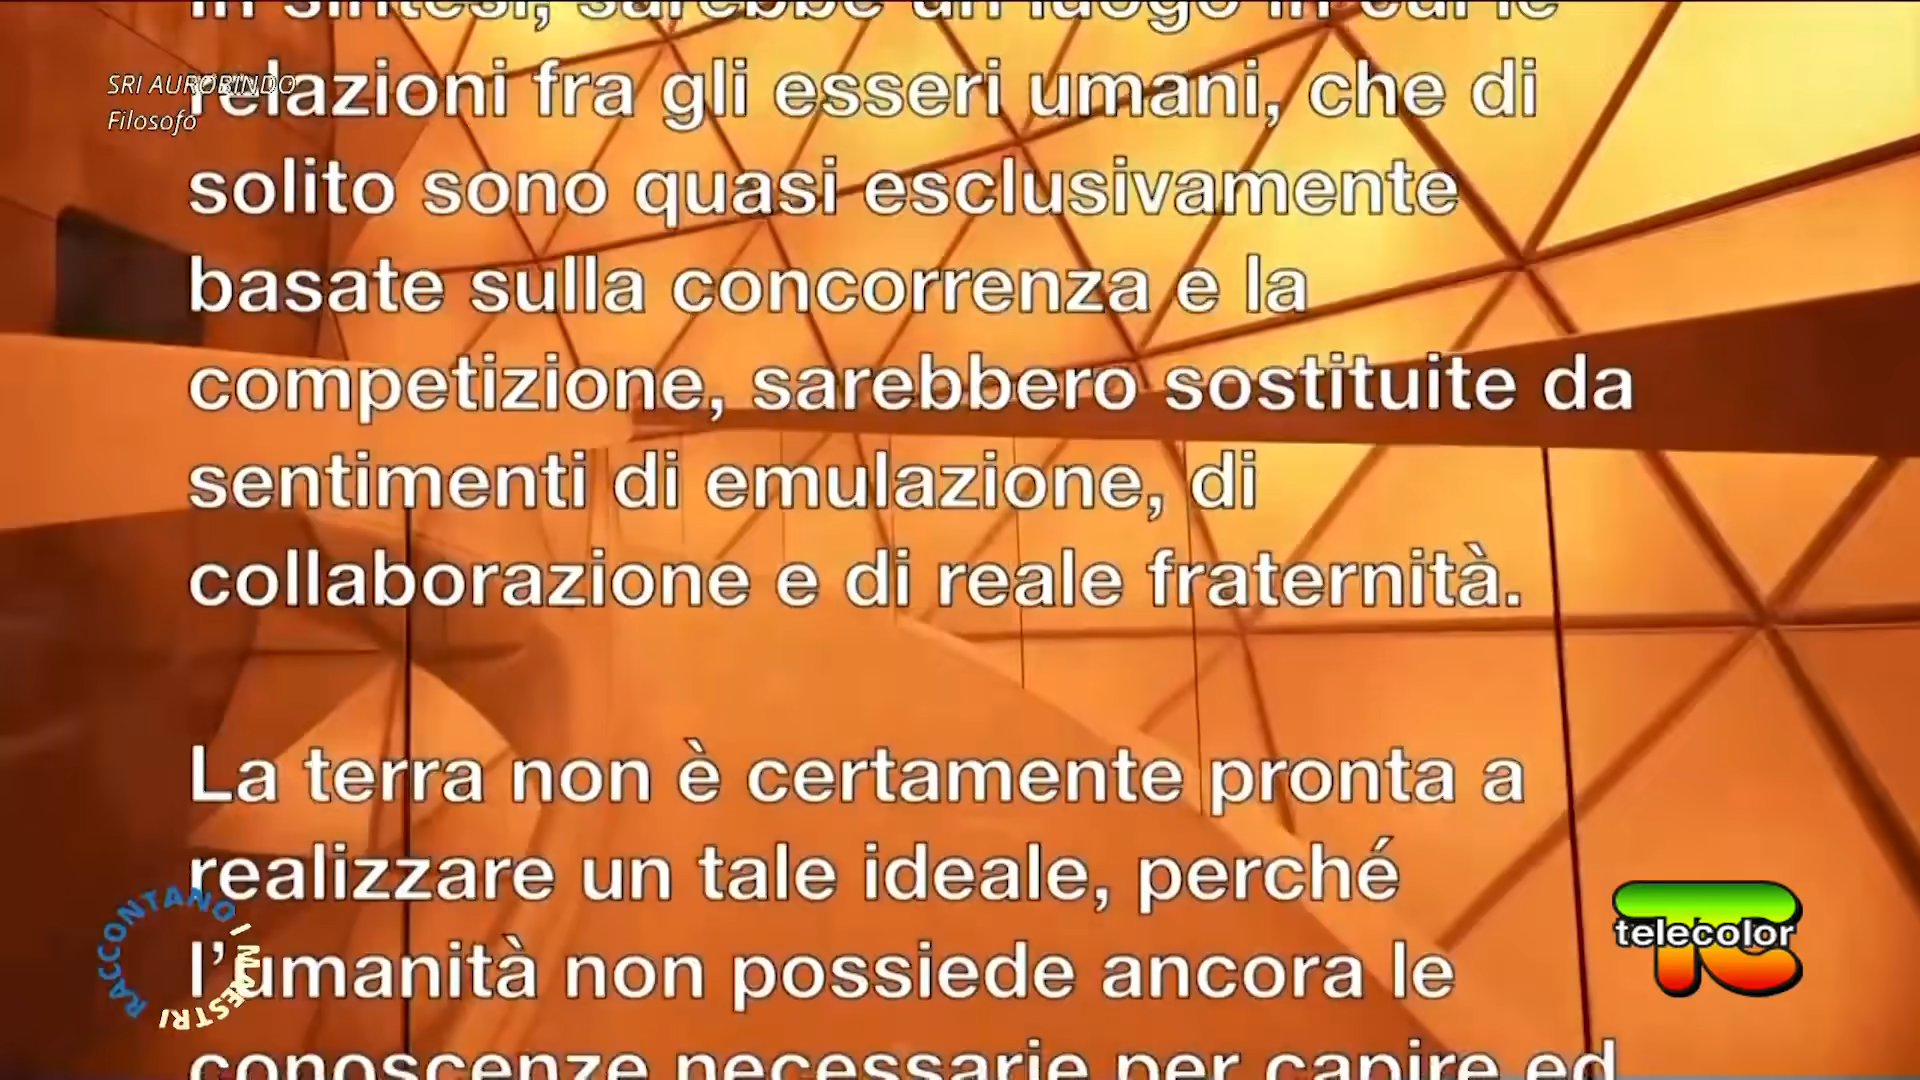 In sintesi, sarebbe un luogo in cui le
SRI AUROBINDO
Filosofo
relazioni fra gli esseri umani, che di
solito sono quasi esclusivamente
basate sulla concorrenza e la
competizione, sarebbero sostituite da
sentimenti di emulazione, di
collaborazione e di reale fraternità.
La terra non è certamente pronta a
realizzare un tale ideale, perché
l’umanità non possiede ancora le
conoscenze necessarie per capire ed
RACCONTANO I MAESTRI
telecolor
TC